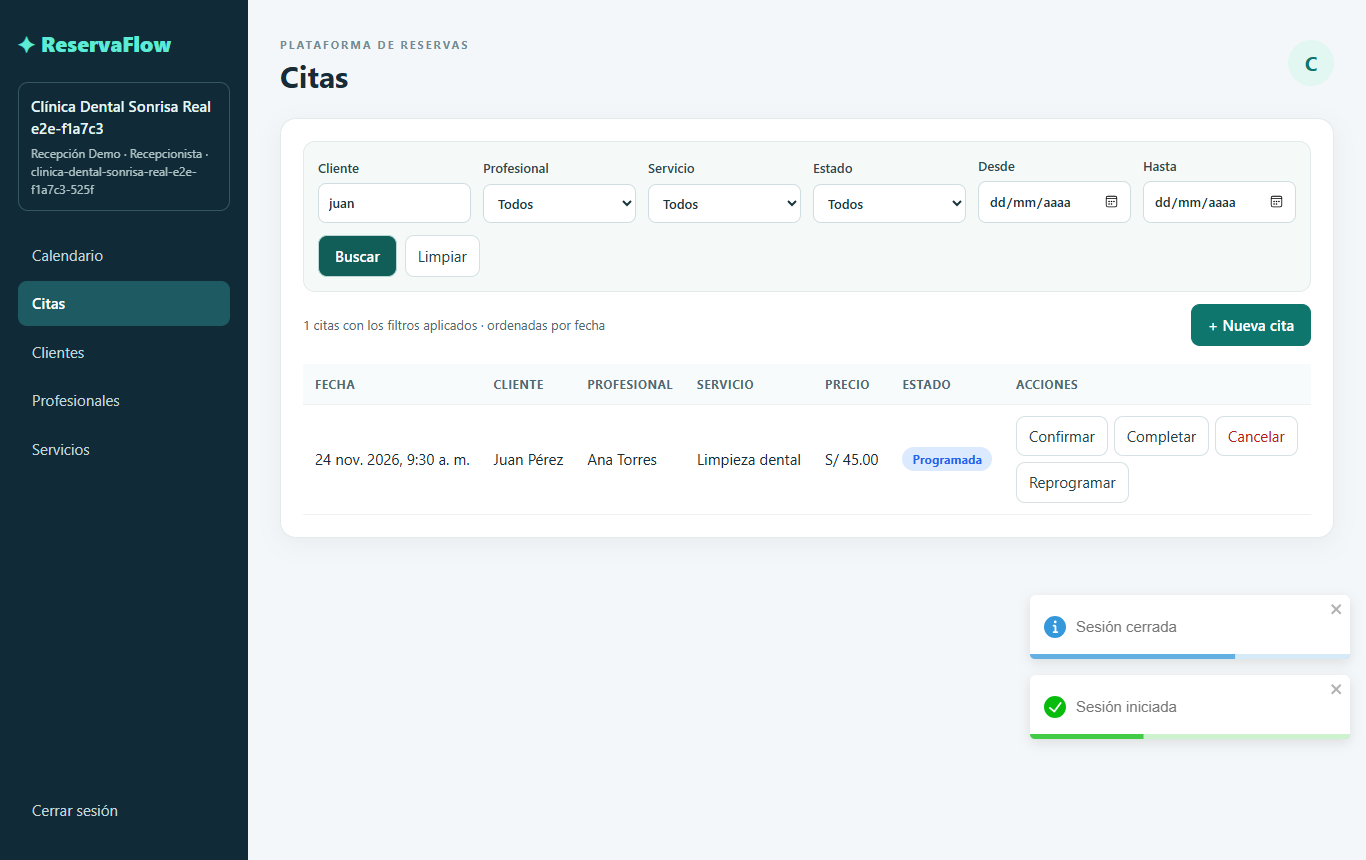 ReservaFlow
Clínica Dental Sonrisa Real
e2e-f1a7c3
Recepción Demo · Recepcionista ·
clinica-dental-sonrisa-real-e2e-
f1a7c3-525f
Calendario
Citas
Clientes
Profesionales
Servicios
Cerrar sesión
PLATAFORMA DE RESERVAS
Citas
C
Cliente Profesional Servicio Estado Desde Hasta
juan Todos Todos Todos dd/mm/aaaa dd/mm/aaaa
Buscar Limpiar
1 citas con los filtros aplicados · ordenadas por fecha
+ Nueva cita
FECHA CLIENTE PROFESIONAL SERVICIO PRECIO ESTADO ACCIONES
24 nov. 2026, 9:30 a. m. Juan Pérez Ana Torres Limpieza dental S/ 45.00 Programada
Confirmar Completar Cancelar
Reprogramar
Sesión cerrada
Sesión iniciada